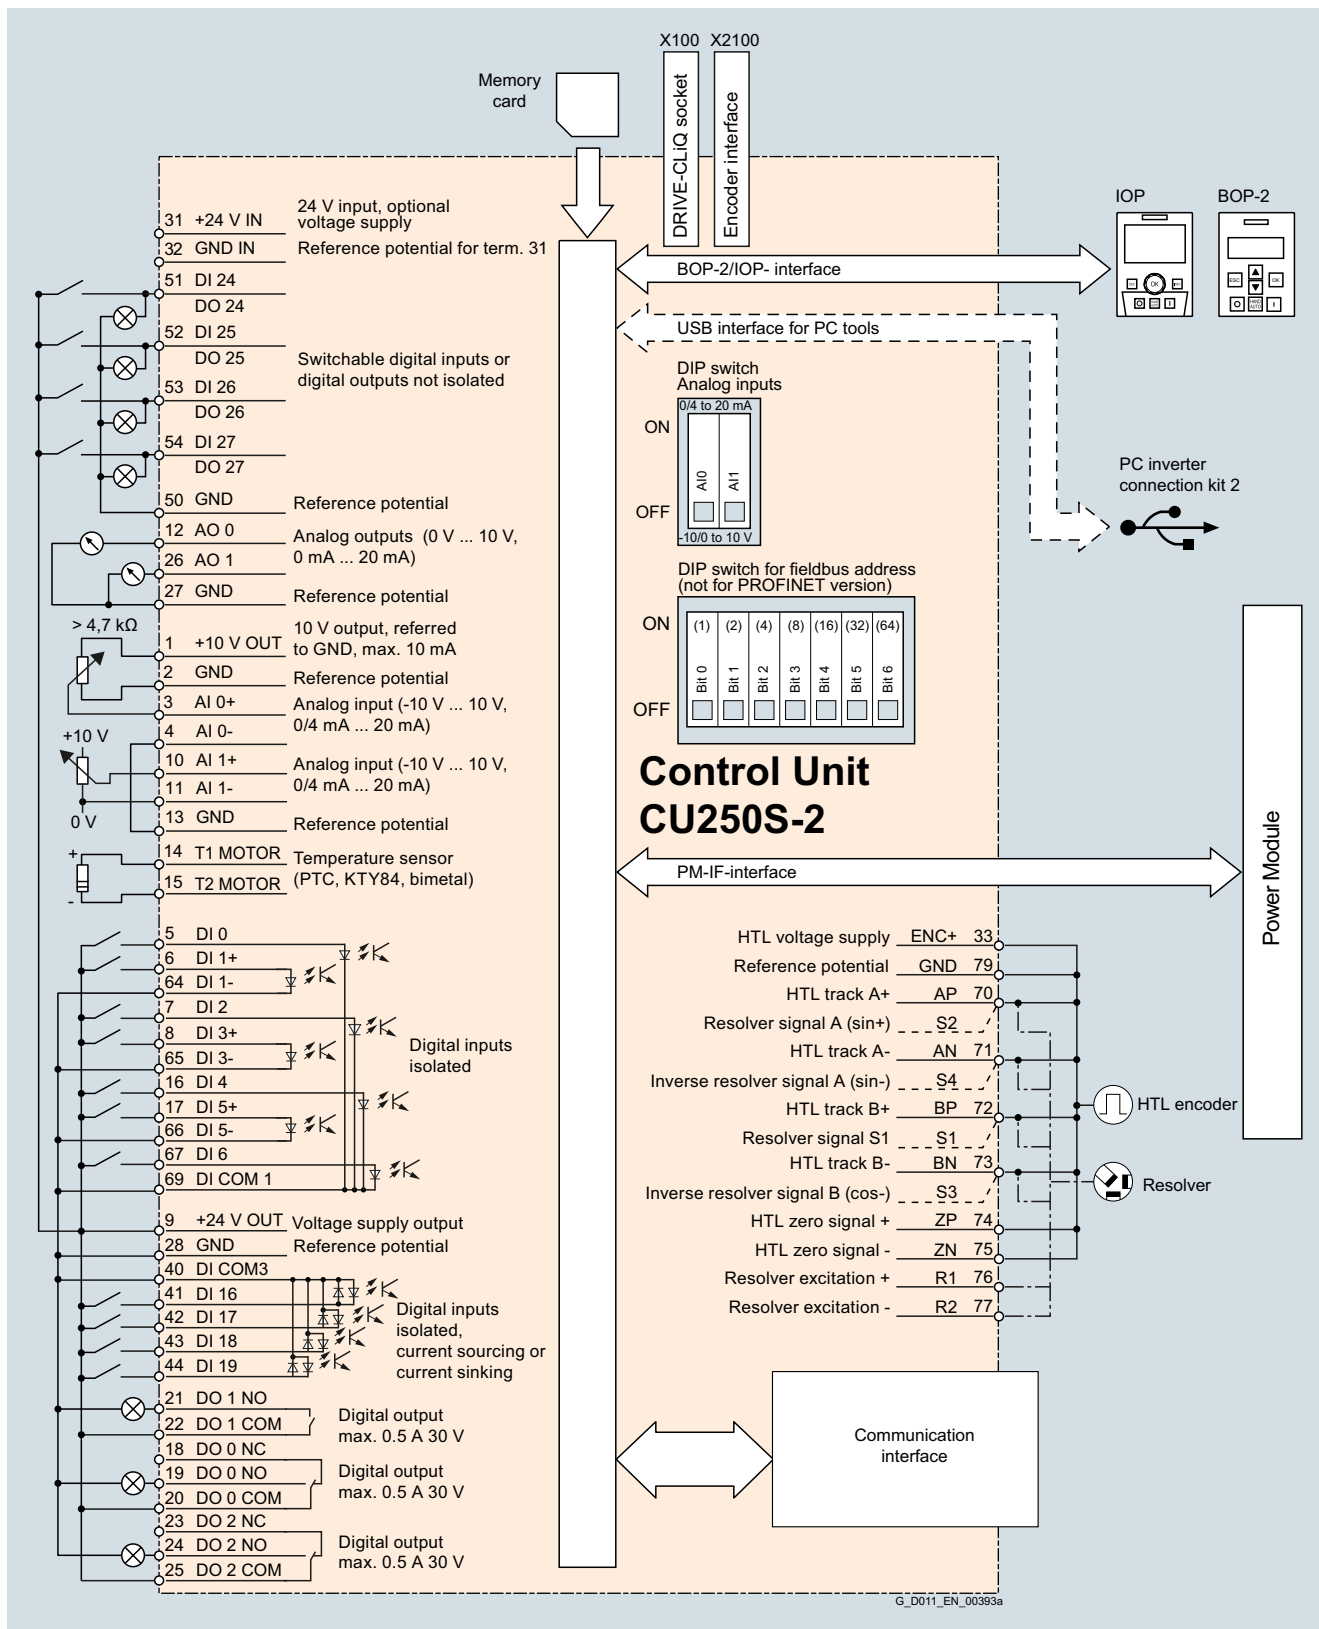 X100 X2100
Memory
card
DRIVE-CLiQ socket
Encoder interface
IOP BOP-2
31 +24 V IN
24 V input, optional
voltage supply
32 GND IN Reference potential for term. 31
51 DI 24
DO 24
52 DI 25
DO 25
53 DI 26
DO 26
54 DI 27
DO 27
Switchable digital inputs or
digital outputs not isolated
50 GND Reference potential
12 AO 0
26 AO 1
Analog outputs (0 V ... 10 V,
0 mA ... 20 mA)
27 GND Reference potential
> 4,7 kΩ
1 +10 V OUT
10 V output, referred
to GND, max. 10 mA
2 GND Reference potential
3 AI 0+
4 AI 0-
Analog input (-10 V ... 10 V,
0/4 mA ... 20 mA)
+10 V
0 V
10 AI 1+
11 AI 1-
Analog input (-10 V ... 10 V,
0/4 mA ... 20 mA)
13 GND Reference potential
+
-
14 T1 MOTOR
15 T2 MOTOR
Temperature sensor
(PTC, KTY84, bimetal)
5 DI 0
6 DI 1+
64 DI 1-
7 DI 2
8 DI 3+
65 DI 3-
16 DI 4
17 DI 5+
66 DI 5-
67 DI 6
69 DI COM 1
Digital inputs
isolated
9 +24 V OUT Voltage supply output
28 GND Reference potential
40 DI COM3
41 DI 16
42 DI 17
43 DI 18
44 DI 19
Digital inputs
isolated,
current sourcing or
current sinking
21 DO 1 NO
22 DO 1 COM
Digital output
max. 0.5 A 30 V
18 DO 0 NC
19 DO 0 NO
20 DO 0 COM
Digital output
max. 0.5 A 30 V
23 DO 2 NC
24 DO 2 NO
25 DO 2 COM
Digital output
max. 0.5 A 30 V
BOP-2/IOP- interface
ESC
OK
OK
HAND
AUTO
I
I
USB interface for PC tools
DIP switch
Analog inputs
0/4 to 20 mA
ON
AI0
AI1
OFF
-10/0 to 10 V
PC inverter
connection kit 2
DIP switch for fieldbus address
(not for PROFINET version)
ON
(1) (2) (4) (8) (16) (32) (64)
Bit 0 Bit 1 Bit 2 Bit 3 Bit 4 Bit 5 Bit 6
OFF
Control Unit
CU250S-2
PM-IF-interface
Power Module
HTL voltage supply ENC+ 33
Reference potential GND 79
HTL track A+ AP 70
Resolver signal A (sin+) S2
HTL track A- AN 71
Inverse resolver signal A (sin-) S4
HTL track B+ BP 72
Resolver signal S1 S1
HTL track B- BN 73
Inverse resolver signal B (cos-) S3
HTL zero signal + ZP 74
HTL zero signal - ZN 75
Resolver excitation + R1 76
Resolver excitation - R2 77
HTL encoder
Resolver
Communication
interface
G_D011_EN_00393a